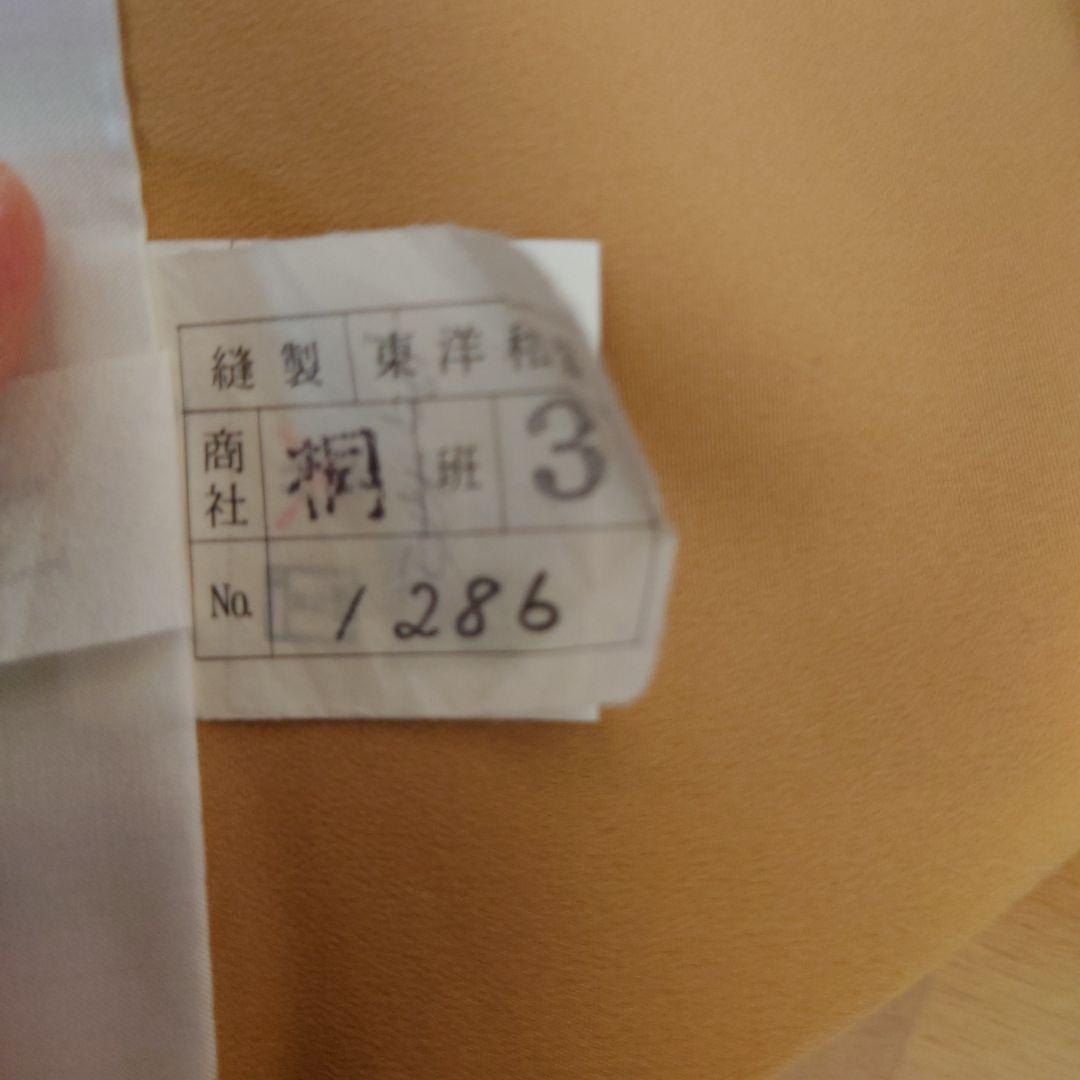 縫製 東洋和
商社 桐 班 3
No. 1286